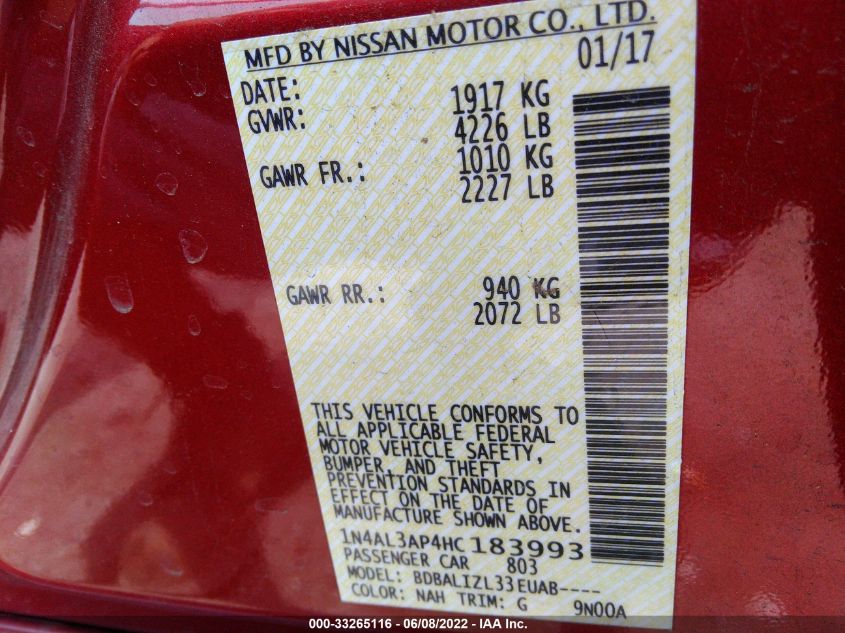 MFD BY NISSAN MOTOR CO., LTD.
DATE: 01/17
GVWR: 1917 KG
4226 LB
GAWR FR.: 1010 KG
2227 LB
GAWR RR.: 940 KG
2072 LB
THIS VEHICLE CONFORMS TO
ALL APPLICABLE FEDERAL
MOTOR VEHICLE SAFETY,
BUMPER, AND THEFT
PREVENTION STANDARDS IN
EFFECT ON THE DATE OF
MANUFACTURE SHOWN ABOVE.
1N4AL3AP4HC183993
PASSENGER CAR 803
MODEL: BDBALIZL33EUAB----
COLOR: NAH TRIM: G 9N00A
000-33265116 - 06/08/2022 - IAA Inc.